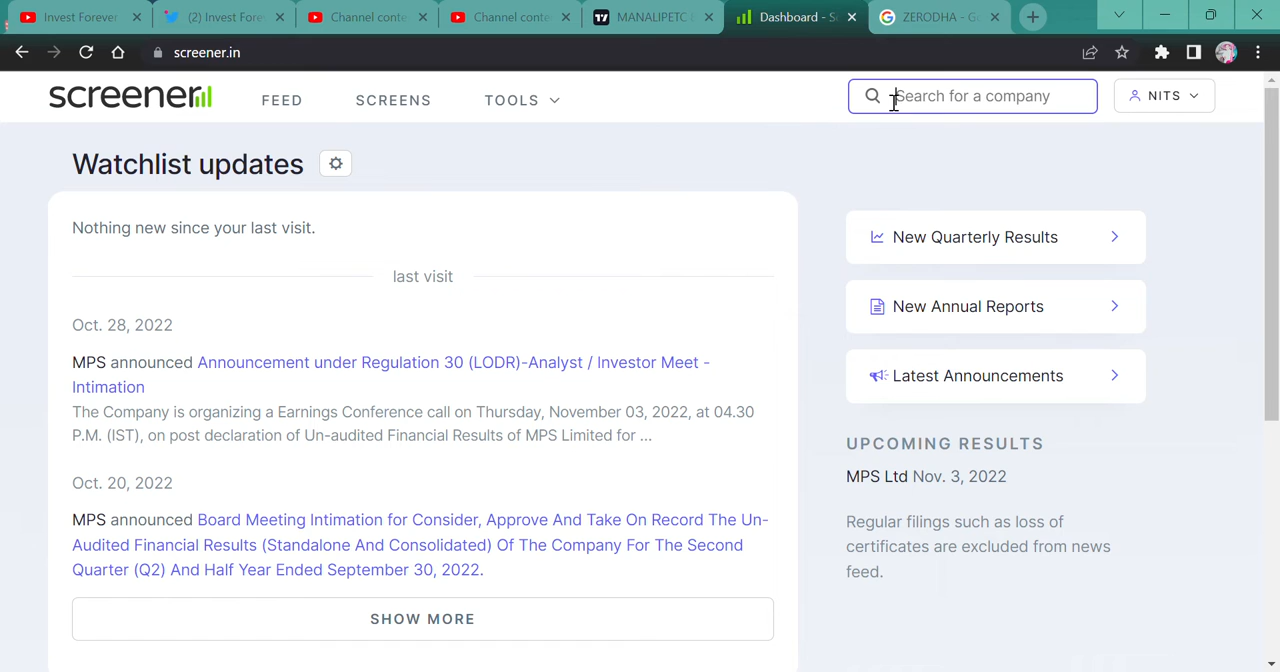 Invest Forever
(2) Invest Fore
Channel conte
Channel conte
MANALIPETC
Dashboard - S
ZERODHA - G
screener.in
screener
FEED
SCREENS
TOOLS
Search for a company
NITS
Watchlist updates
Nothing new since your last visit.
last visit
Oct. 28, 2022
MPS announced Announcement under Regulation 30 (LODR)-Analyst / Investor Meet -
Intimation
The Company is organizing a Earnings Conference call on Thursday, November 03, 2022, at 04.30
P.M. (IST), on post declaration of Un-audited Financial Results of MPS Limited for ...
Oct. 20, 2022
MPS announced Board Meeting Intimation for Consider, Approve And Take On Record The Un-
Audited Financial Results (Standalone And Consolidated) Of The Company For The Second
Quarter (Q2) And Half Year Ended September 30, 2022.
SHOW MORE
New Quarterly Results
New Annual Reports
Latest Announcements
UPCOMING RESULTS
MPS Ltd Nov. 3, 2022
Regular filings such as loss of
certificates are excluded from news
feed.